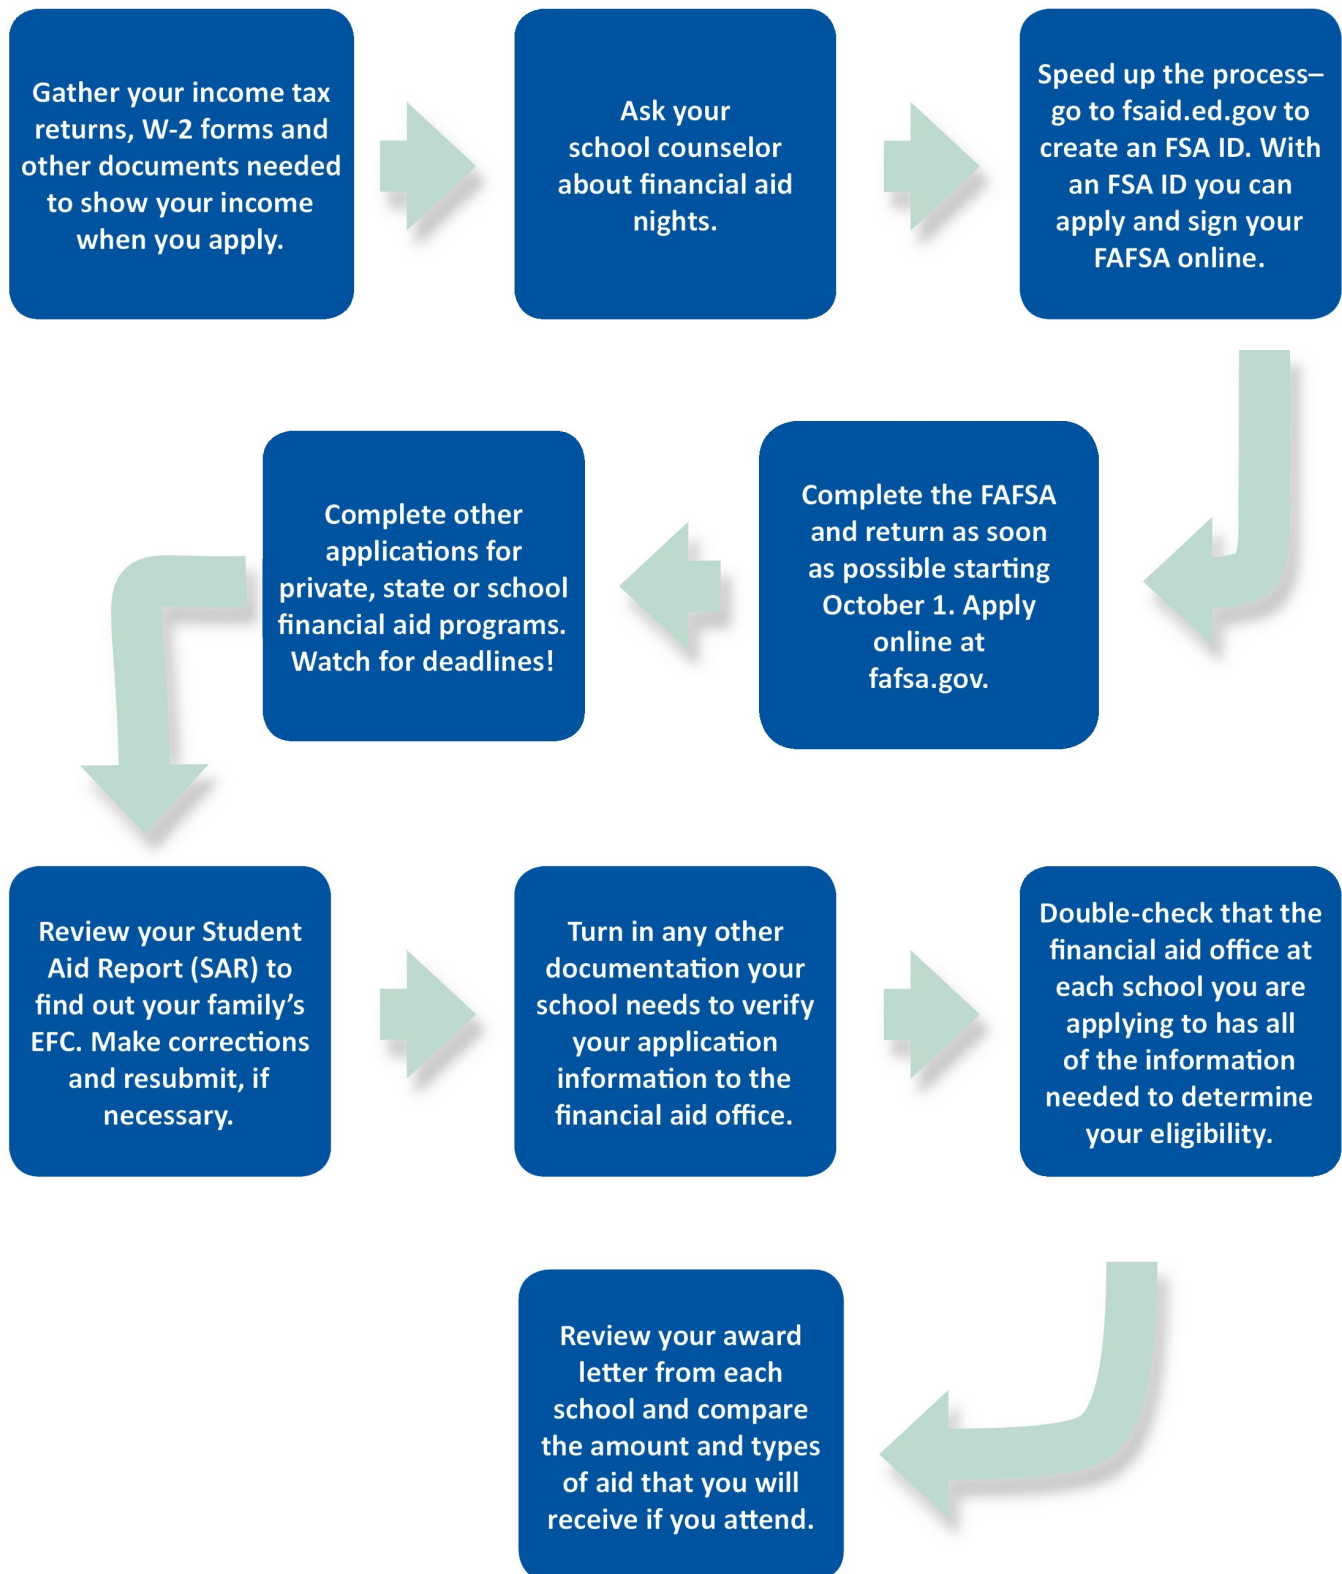 Gather your income tax
returns, W-2 forms and
other documents needed
to show your income
when you apply.
Ask your
school counselor
about financial aid
nights.
Speed up the process–
go to fsaid.ed.gov to
create an FSA ID. With
an FSA ID you can
apply and sign your
FAFSA online.
Complete the FAFSA
and return as soon
as possible starting
October 1. Apply
online at
fafsa.gov.
Complete other
applications for
private, state or school
financial aid programs.
Watch for deadlines!
Review your Student
Aid Report (SAR) to
find out your family’s
EFC. Make corrections
and resubmit, if
necessary.
Turn in any other
documentation your
school needs to verify
your application
information to the
financial aid office.
Double-check that the
financial aid office at
each school you are
applying to has all
of the information
needed to determine
your eligibility.
Review your award
letter from each
school and compare
the amount and types
of aid that you will
receive if you attend.